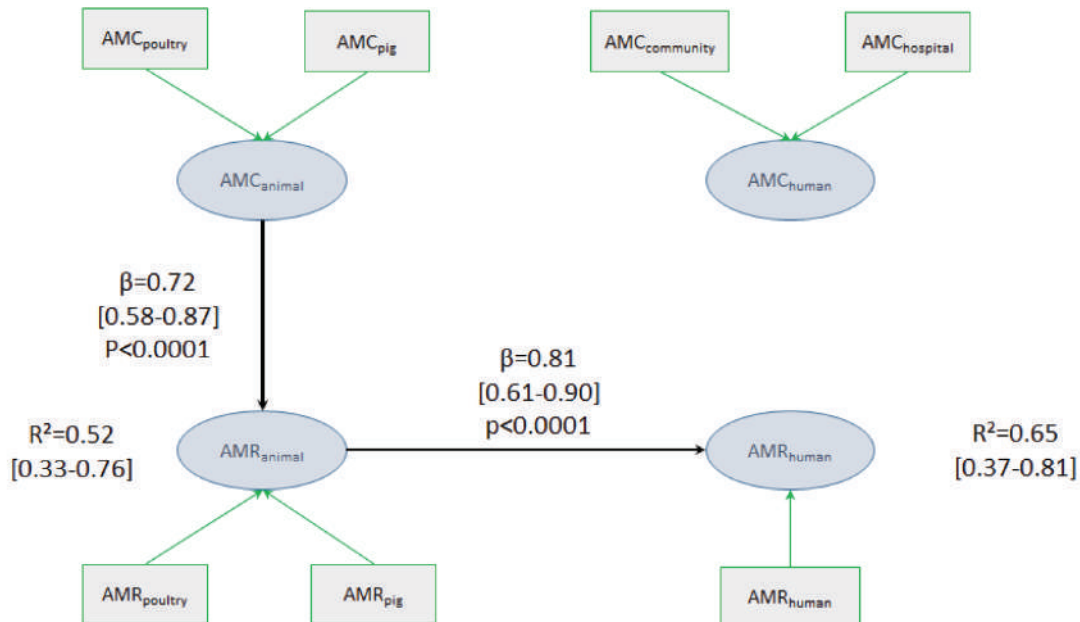 AMCpoultry
AMCpig
AMCcommunity
AMChospital
AMCanimal
AMChuman
β=0.72
[0.58-0.87]
P<0.0001
β=0.81
[0.61-0.90]
p<0.0001
R²=0.52
[0.33-0.76]
AMRanimal
AMRhuman
R²=0.65
[0.37-0.81]
AMRpoultry
AMRpig
AMRhuman